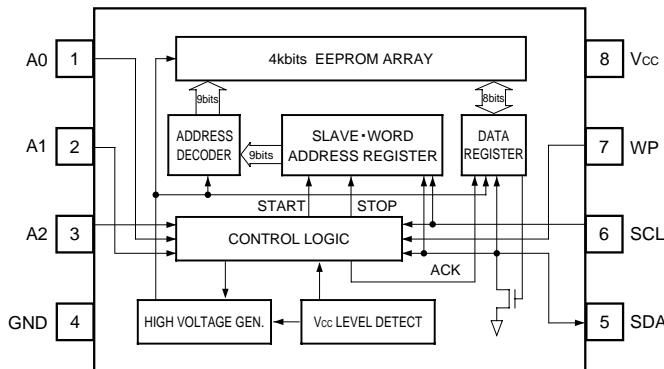 4kbits EEPROM ARRAY
A0 1
8 Vcc
9bits
8bits
A1 2
ADDRESS
DECODER
9bits
SLAVE・WORD
ADDRESS REGISTER
DATA
REGISTER
7 WP
START
STOP
A2 3
CONTROL LOGIC
6 SCL
ACK
GND 4
HIGH VOLTAGE GEN.
Vcc LEVEL DETECT
5 SDA